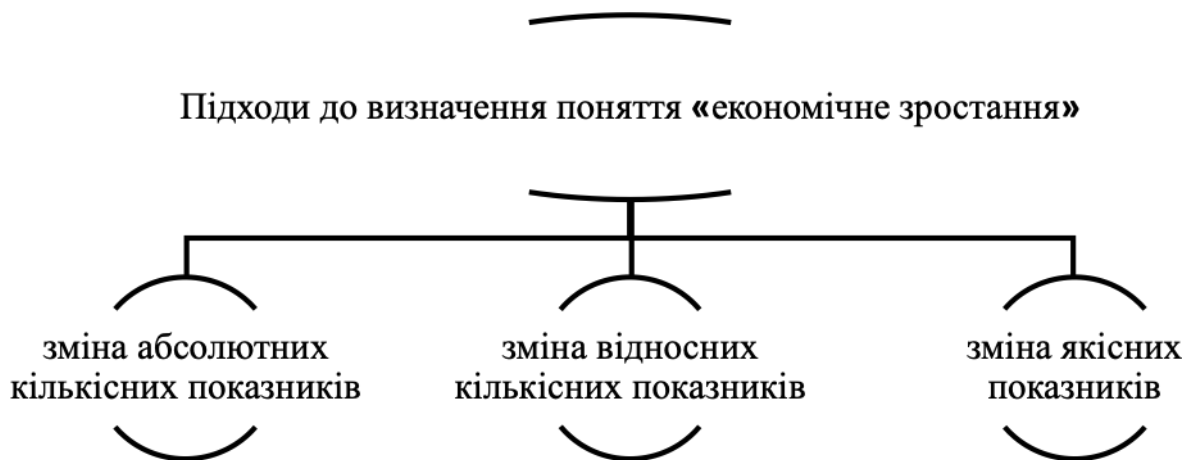 Підходи до визначення поняття «економічне зростання»
зміна абсолютних
кількісних показників
зміна відносних
кількісних показників
зміна якісних
показників